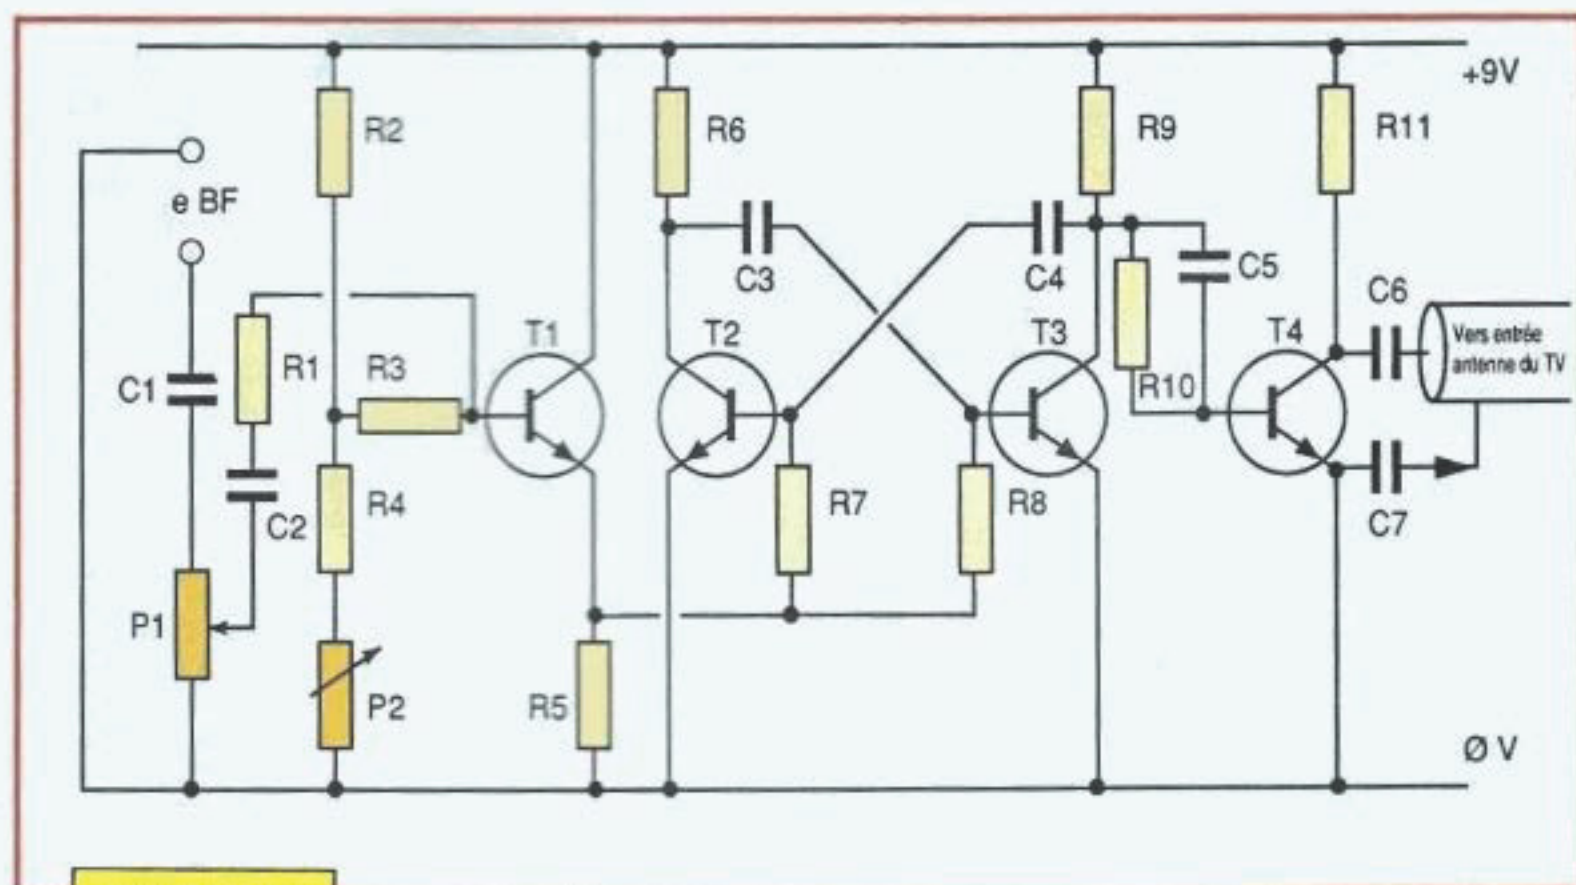 +9V
R2
R6
R9
R11
e BF
C3
C4
C5
C6
T1
T2
T3
T4
Vers entrée
antenne du TV
C1
R1
R3
R10
C2
R4
R7
R8
C7
P1
P2
R5
Ø V